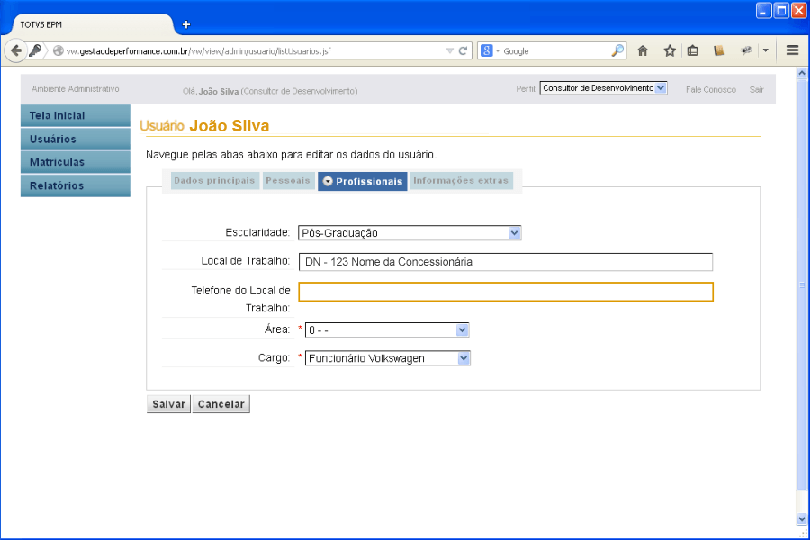 TOTVS EPM
vw.gestaodeperformance.com.br/vw/view/admin/usuario/listUsuarios.js
Google
Ambiente Administrativo
Olá, João Silva (Consultor de Desenvolvimento)
Perfil: Consultor de Desenvolvimento
Fale Conosco
Sair
Tela Inicial
Usuários
Matrículas
Relatórios
Usuário João Silva
Navegue pelas abas abaixo para editar os dados do usuário.
Dados principais Pessoais Profissionais Informações extras
Escolaridade: Pós-Graduação
Local de Trabalho: DN - 123 Nome da Concessionária
Telefone do Local de
Trabalho:
Área: * 0 - -
Cargo: * Funcionário Volkswagen
Salvar Cancelar